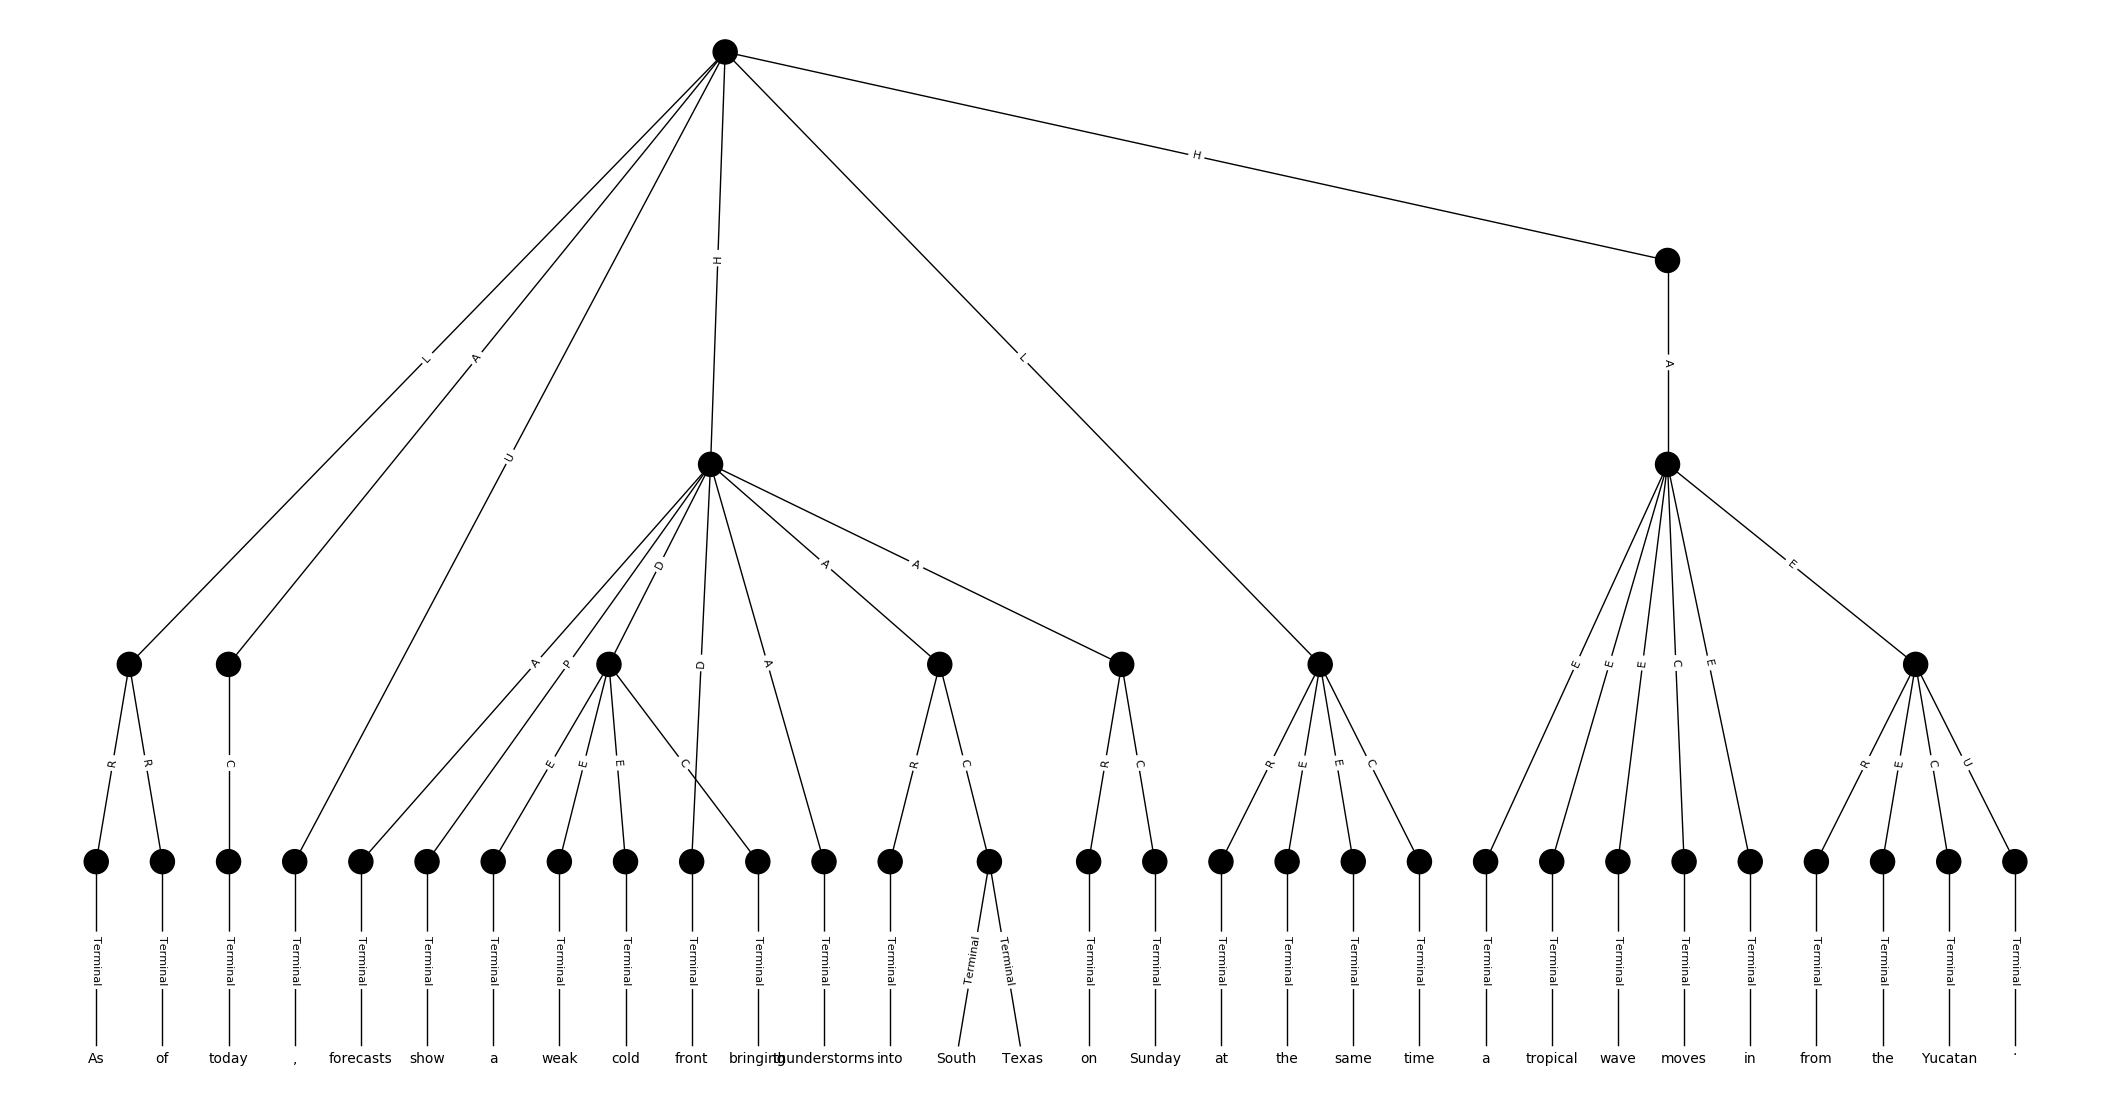 H
H
L
A
L
A
U
D
A
A
E
A
P
D
A
E
E
E
C
E
R
R
C
E
E
E
C
R
C
R
C
R
E
E
C
R
E
C
U
Terminal Terminal Terminal Terminal Terminal Terminal Terminal Terminal Terminal Terminal Terminal Terminal Terminal Terminal Terminal Terminal Terminal Terminal Terminal Terminal Terminal Terminal Terminal Terminal Terminal Terminal Terminal Terminal Terminal Terminal
As of today , forecasts show a weak cold front bringing thunderstorms into South Texas on Sunday at the same time a tropical wave moves in from the Yucatan .